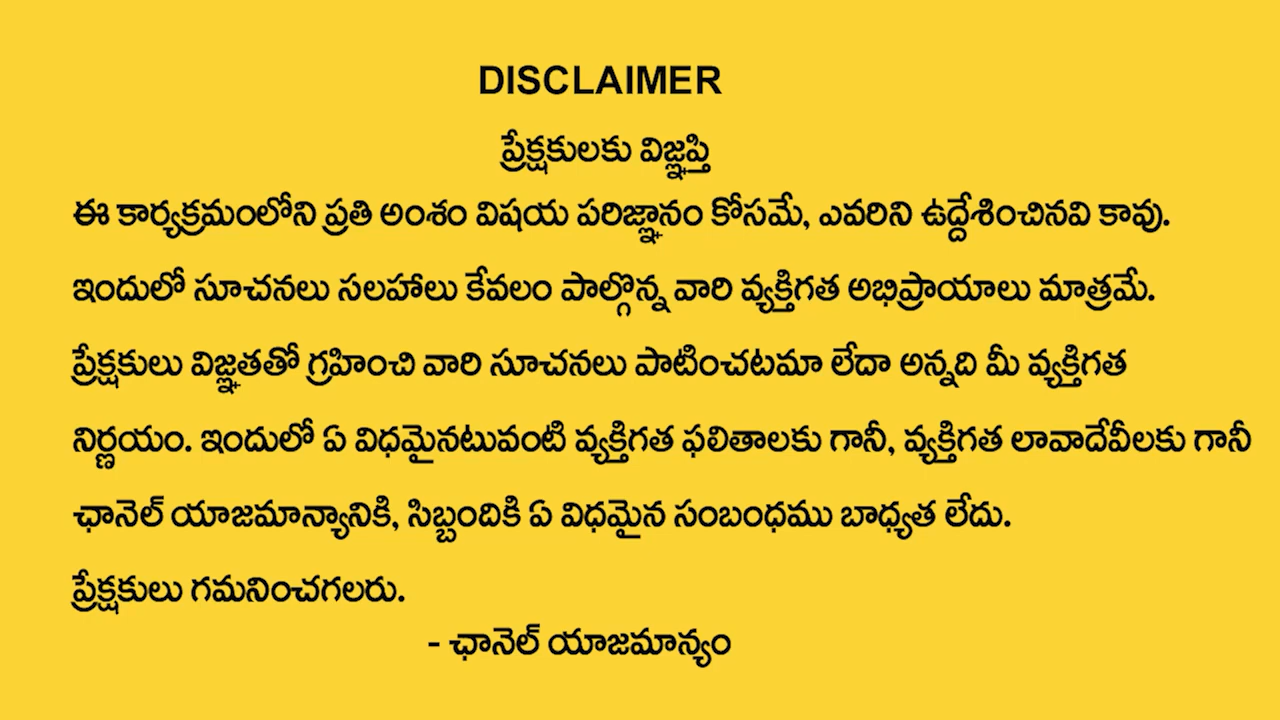 DISCLAIMER
ప్రేక్షకులకు విజ్ఞప్తి
ఈ కార్యక్రమంలోని ప్రతి అంశం విషయ పరిజ్ఞానం కోసమే, ఎవరిని ఉద్దేశించినవి కావు.
ఇందులో సూచనలు సలహాలు కేవలం పాల్గొన్న వారి వ్యక్తిగత అభిప్రాయాలు మాత్రమే.
ప్రేక్షకులు విజ్ఞతతో గ్రహించి వారి సూచనలు పాటించటమా లేదా అన్నది మీ వ్యక్తిగత
నిర్ణయం. ఇందులో ఏ విధమైనటువంటి వ్యక్తిగత ఫలితాలకు గానీ, వ్యక్తిగత లావాదేవీలకు గానీ
ఛానెల్ యాజమాన్యానికి, సిబ్బందికి ఏ విధమైన సంబంధము బాధ్యత లేదు.
ప్రేక్షకులు గమనించగలరు.
- ఛానెల్ యాజమాన్యం